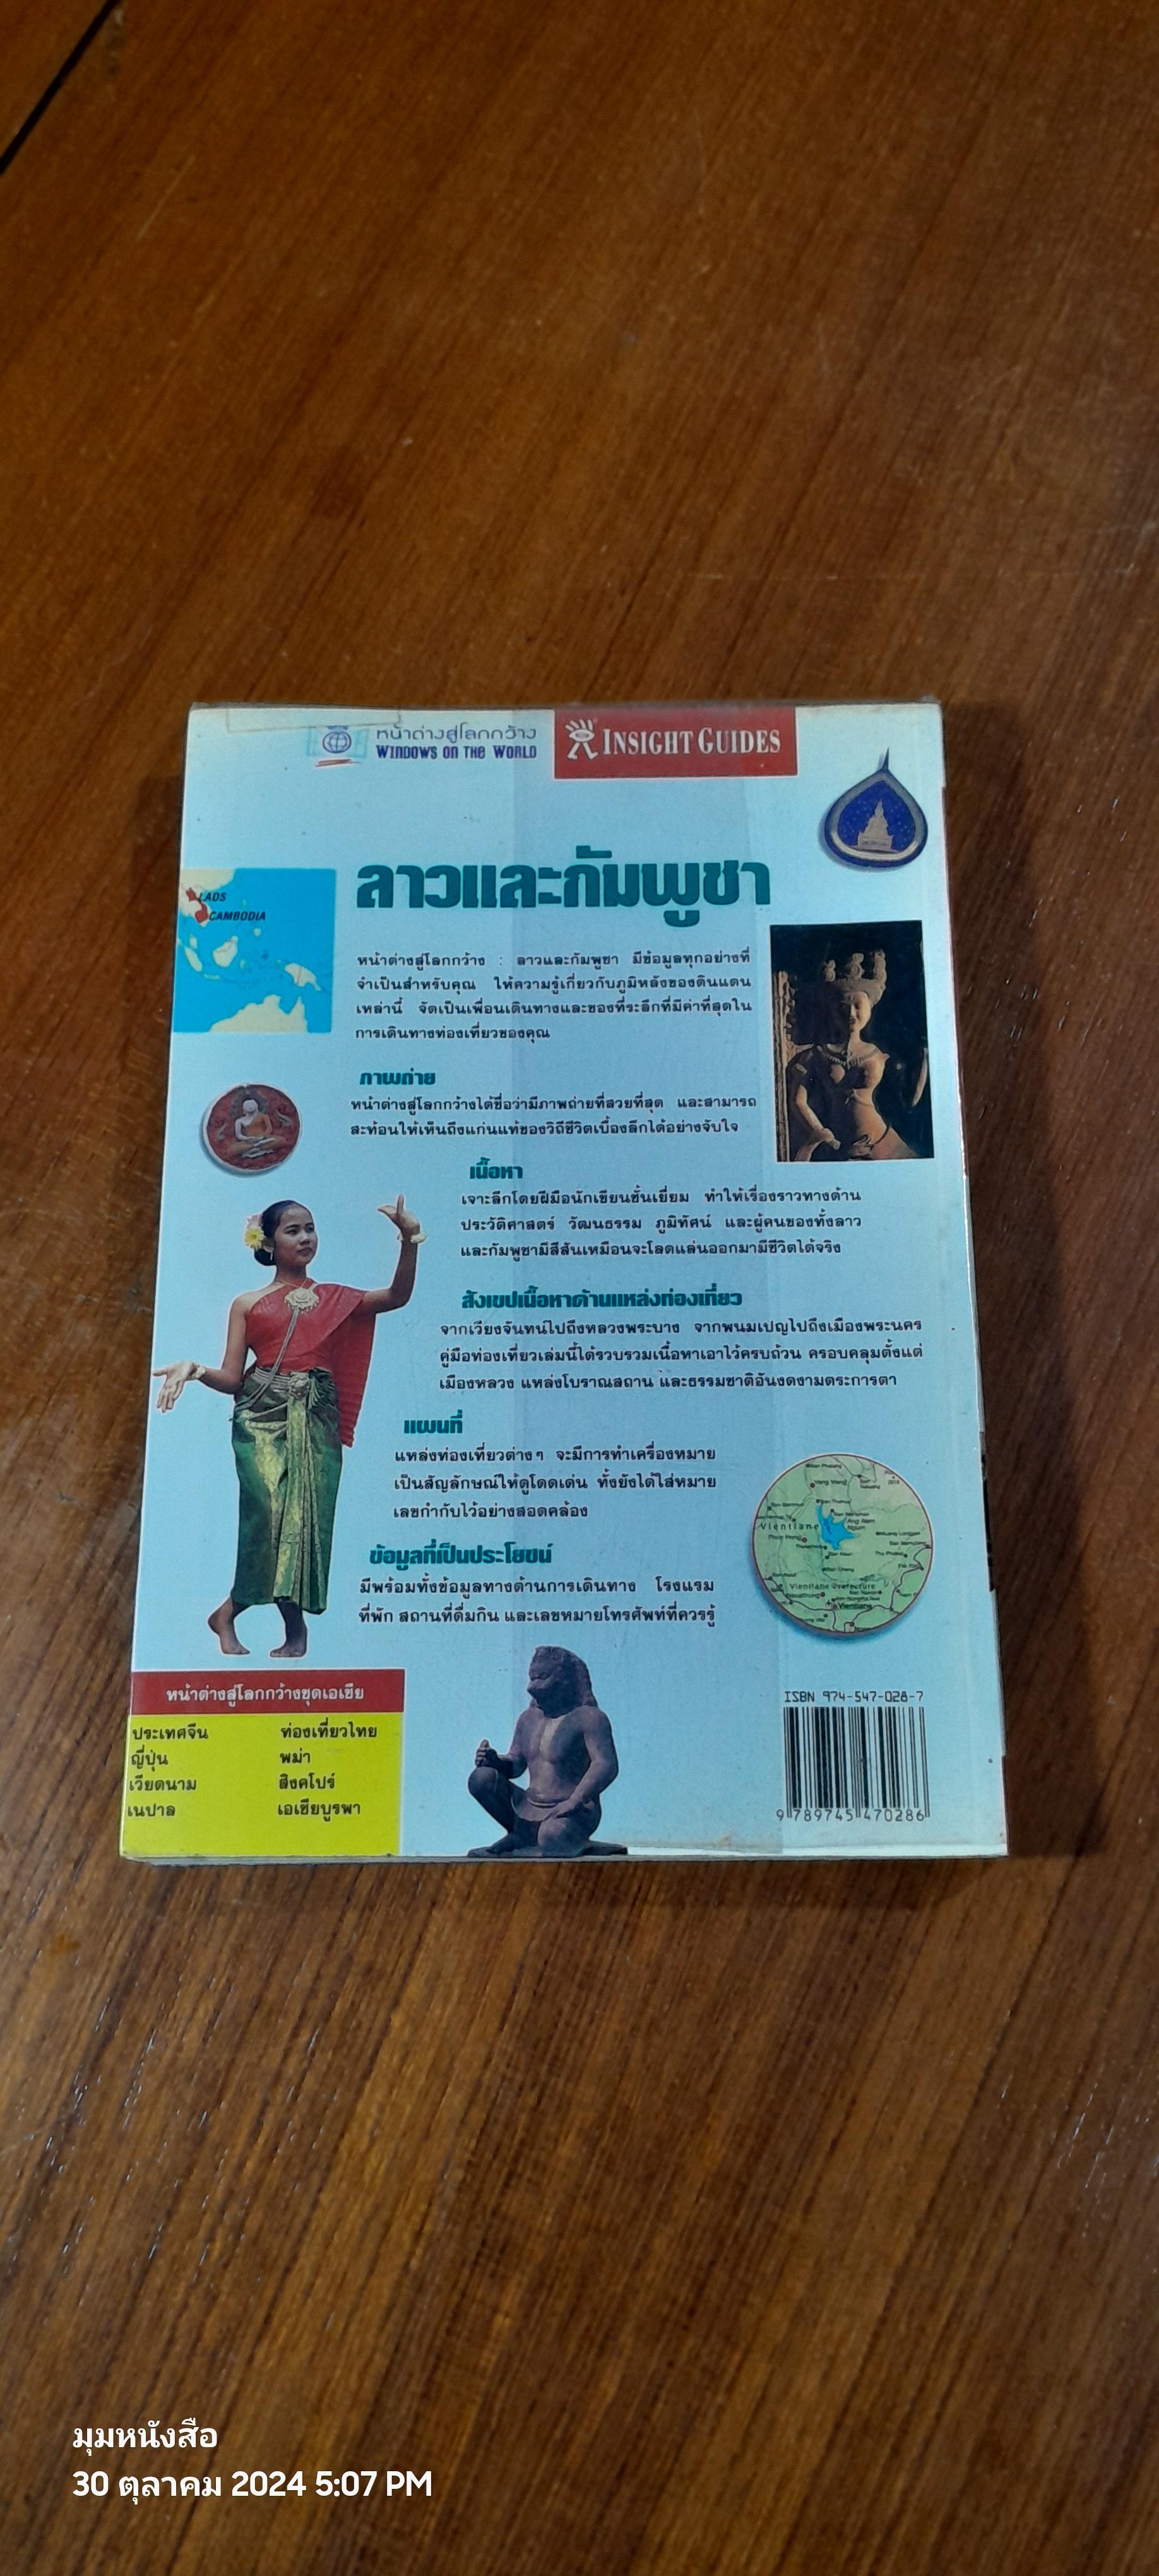 หน้าต่างสู่โลกกว้าง
WINDOWS ON THE WORLD
INSIGHT GUIDES
ลาวและกัมพูชา
LAOS
CAMBODIA
หน้าต่างสู่โลกกว้าง : ลาวและกัมพูชา มีข้อมูลทุกอย่างที่
จำเป็นสำหรับคุณ ให้ความรู้เกี่ยวกับภูมิหลังของดินแดน
เหล่านี้ จัดเป็นเพื่อนเดินทางและของที่ระลึกที่มีค่าที่สุดใน
การเดินทางท่องเที่ยวของคุณ
ภาพถ่าย
หน้าต่างสู่โลกกว้างได้ชื่อว่ามีภาพถ่ายที่สวยที่สุด และสามารถ
สะท้อนให้เห็นถึงแก่นแท้ของวิถีชีวิตเบื้องลึกได้อย่างจับใจ
เนื้อหา
เจาะลึกโดยฝีมือนักเขียนชั้นเยี่ยม ทำให้เรื่องราวทางด้าน
ประวัติศาสตร์ วัฒนธรรม ภูมิทัศน์ และผู้คนของทั้งลาว
และกัมพูชามีสีสันเหมือนจะโลดแล่นออกมามีชีวิตได้จริง
สังเขปเนื้อหาด้านแหล่งท่องเที่ยว
จากเวียงจันทน์ไปถึงหลวงพระบาง จากพนมเปญไปถึงเมืองพระนคร
คู่มือท่องเที่ยวเล่มนี้ได้รวบรวมเนื้อหาเอาไว้ครบถ้วน ครอบคลุมตั้งแต่
เมืองหลวง แหล่งโบราณสถาน และธรรมชาติอันงดงามตระการตา
แผนที่
แหล่งท่องเที่ยวต่างๆ จะมีการทำเครื่องหมาย
เป็นสัญลักษณ์ให้ดูโดดเด่น ทั้งยังได้ใส่หมาย
เลขกำกับไว้อย่างสอดคล้อง
Vang Vieng
Vientiane
Ang Nam
Ngum
Vientiane Prefecture
Vientiane
ข้อมูลที่เป็นประโยชน์
มีพร้อมทั้งข้อมูลทางด้านการเดินทาง โรงแรม
ที่พัก สถานที่ดื่มกิน และเลขหมายโทรศัพท์ที่ควรรู้
หน้าต่างสู่โลกกว้างชุดเอเชีย
ประเทศจีน ท่องเที่ยวไทย
ญี่ปุ่น พม่า
เวียดนาม สิงคโปร์
เนปาล เอเชียบูรพา
ISBN 974-547-028-7
9 789745 470286
มุมหนังสือ
30 ตุลาคม 2024 5:07 PM